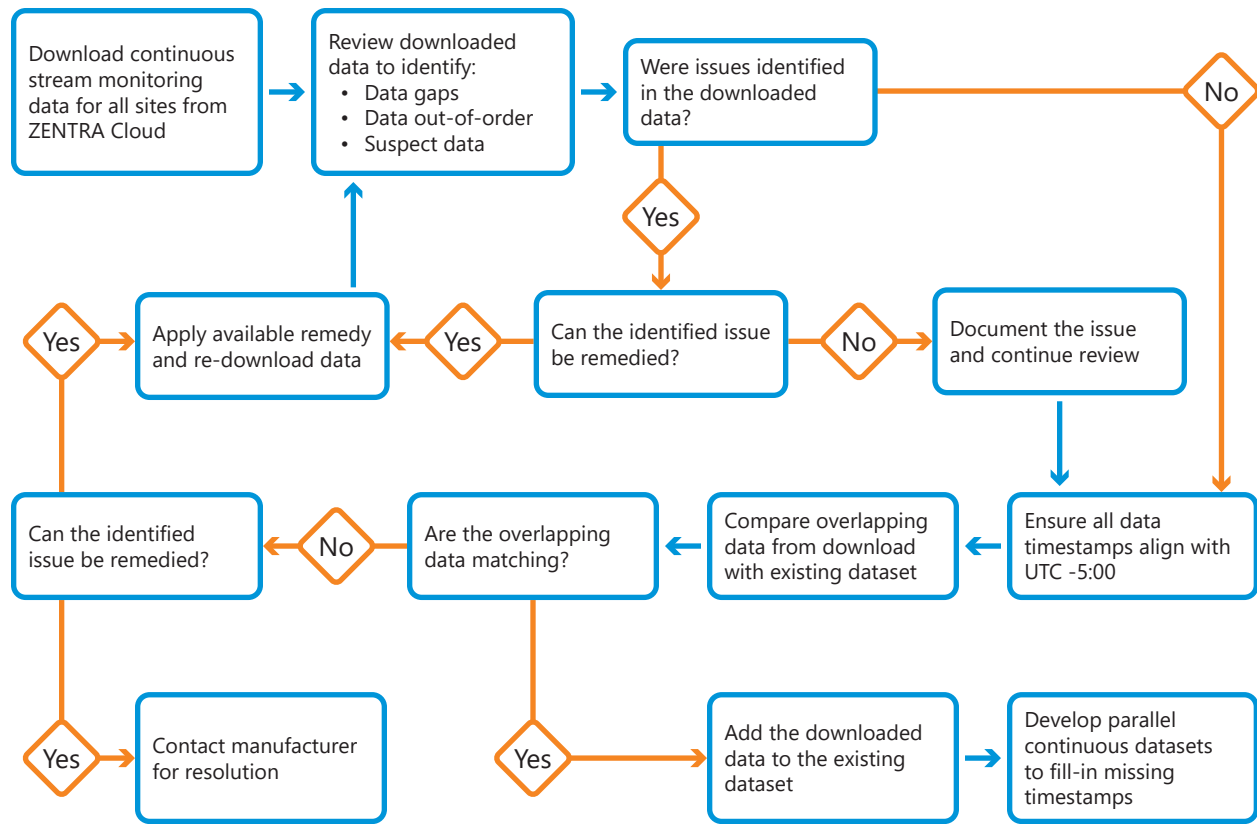 Download continuous
stream monitoring
data for all sites from
ZENTRA Cloud
Review downloaded
data to identify:
• Data gaps
• Data out-of-order
• Suspect data
Were issues identified
in the downloaded
data?
No
Yes
Yes
Apply available remedy
and re-download data
Yes
Can the identified issue
be remedied?
No
Document the issue
and continue review
Can the identified
issue be remedied?
No
Are the overlapping
data matching?
Compare overlapping
data from download
with existing dataset
Ensure all data
timestamps align with
UTC -5:00
Yes
Contact manufacturer
for resolution
Yes
Add the downloaded
data to the existing
dataset
Develop parallel
continuous datasets
to fill-in missing
timestamps